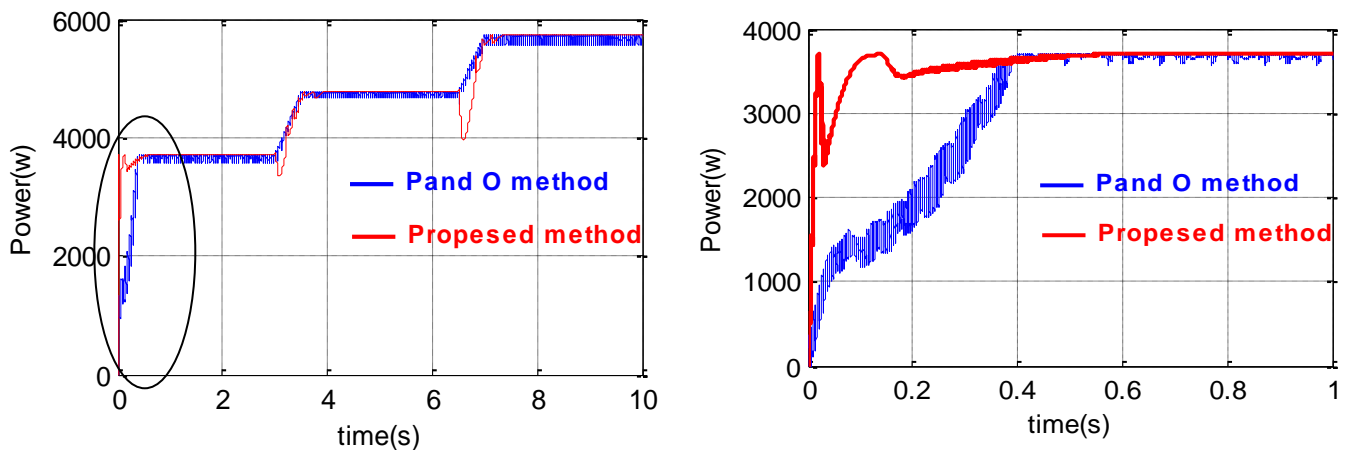 6000
4000
2000
0
Power(w)
Pand O method
Propesed method
0 2 4 6 8 10
time(s)
4000
3000
2000
1000
0
Power(w)
Pand O method
Propesed method
0 0.2 0.4 0.6 0.8 1
time(s)